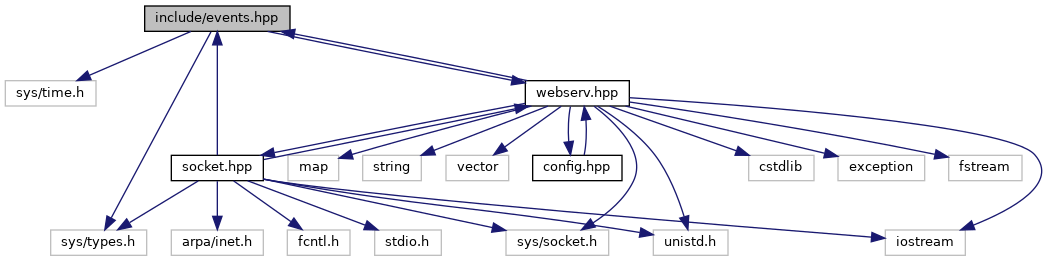 include/events.hpp
sys/time.h
webserv.hpp
socket.hpp
map
string
vector
config.hpp
cstdlib
exception
fstream
sys/types.h
arpa/inet.h
fcntl.h
stdio.h
sys/socket.h
unistd.h
iostream